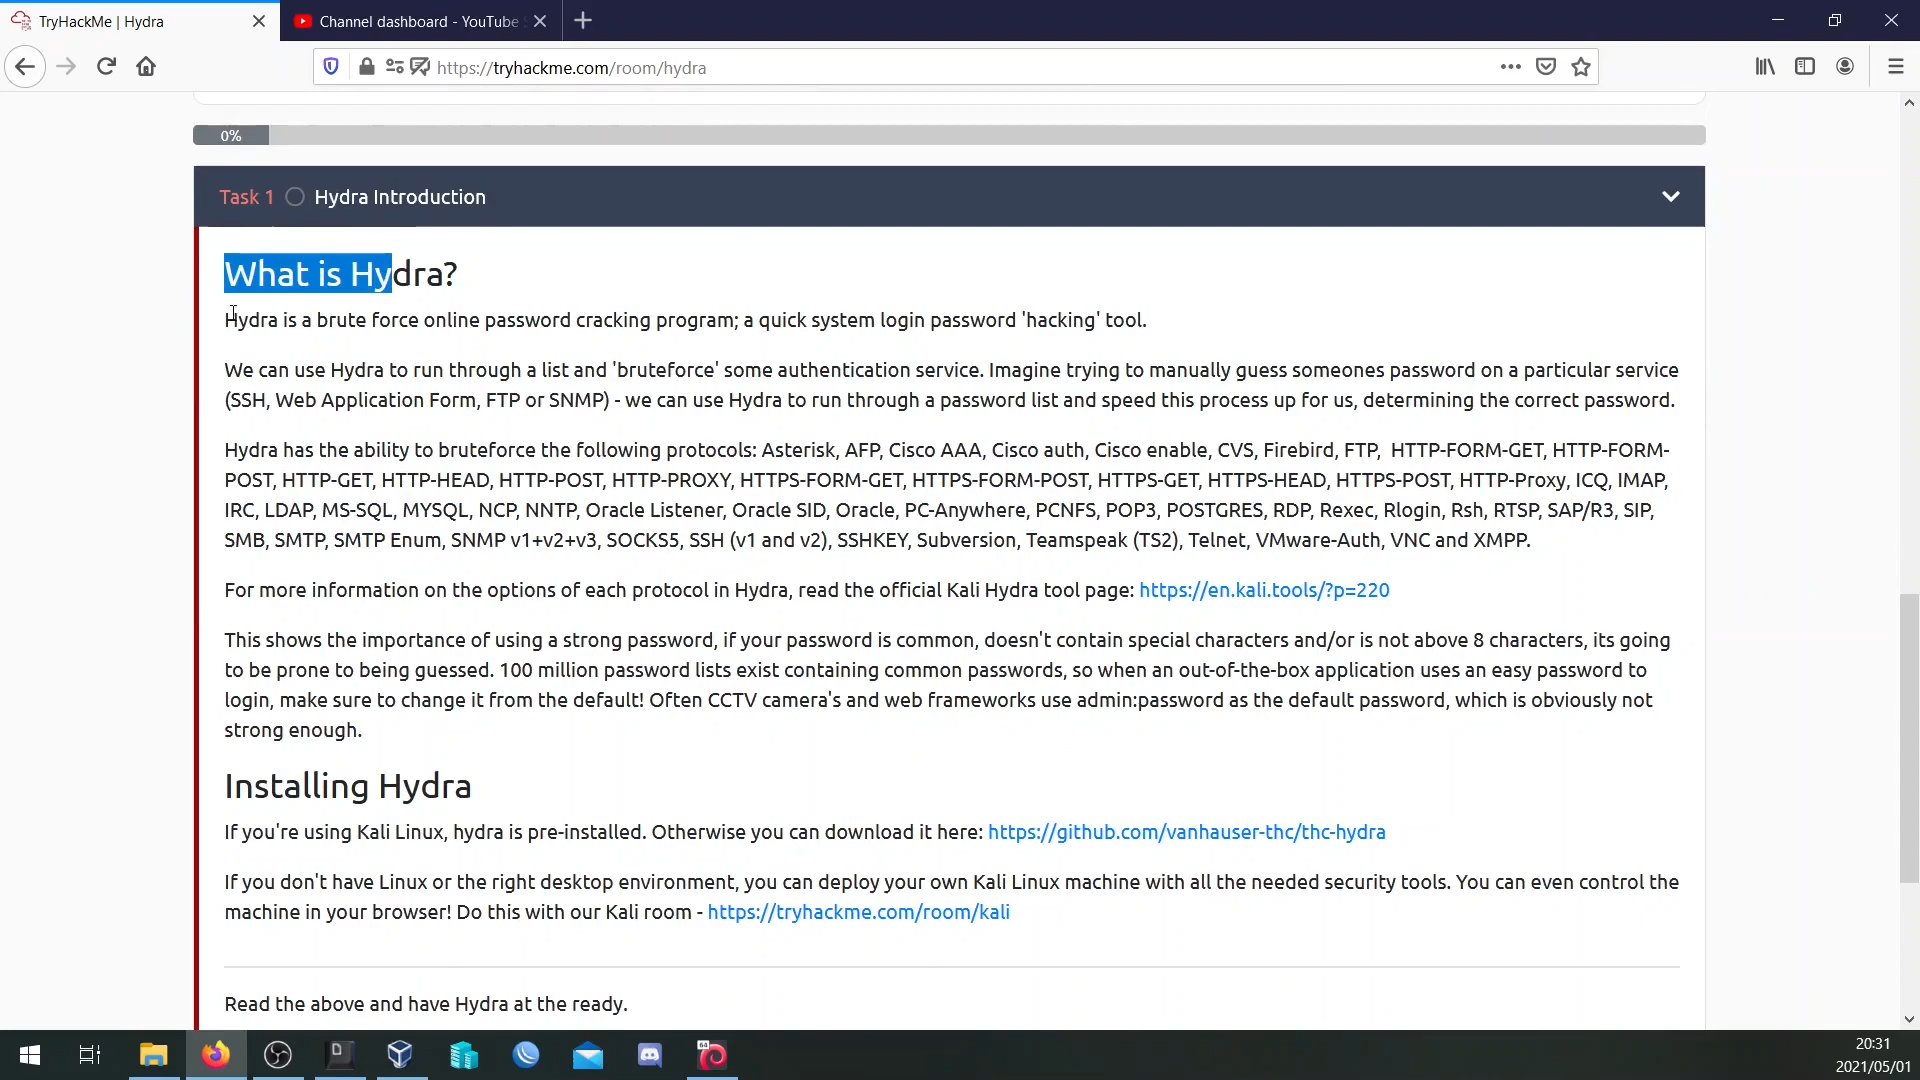 TryHackMe | Hydra
Channel dashboard - YouTube S
https://tryhackme.com/room/hydra
0%
Task 1 Hydra Introduction
What is Hydra?
Hydra is a brute force online password cracking program; a quick system login password 'hacking' tool.
We can use Hydra to run through a list and 'bruteforce' some authentication service. Imagine trying to manually guess someones password on a particular service
(SSH, Web Application Form, FTP or SNMP) - we can use Hydra to run through a password list and speed this process up for us, determining the correct password.
Hydra has the ability to bruteforce the following protocols: Asterisk, AFP, Cisco AAA, Cisco auth, Cisco enable, CVS, Firebird, FTP, HTTP-FORM-GET, HTTP-FORM-
POST, HTTP-GET, HTTP-HEAD, HTTP-POST, HTTP-PROXY, HTTPS-FORM-GET, HTTPS-FORM-POST, HTTPS-GET, HTTPS-HEAD, HTTPS-POST, HTTP-Proxy, ICQ, IMAP,
IRC, LDAP, MS-SQL, MYSQL, NCP, NNTP, Oracle Listener, Oracle SID, Oracle, PC-Anywhere, PCNFS, POP3, POSTGRES, RDP, Rexec, Rlogin, Rsh, RTSP, SAP/R3, SIP,
SMB, SMTP, SMTP Enum, SNMP v1+v2+v3, SOCKS5, SSH (v1 and v2), SSHKEY, Subversion, Teamspeak (TS2), Telnet, VMware-Auth, VNC and XMPP.
For more information on the options of each protocol in Hydra, read the official Kali Hydra tool page: https://en.kali.tools/?p=220
This shows the importance of using a strong password, if your password is common, doesn't contain special characters and/or is not above 8 characters, its going
to be prone to being guessed. 100 million password lists exist containing common passwords, so when an out-of-the-box application uses an easy password to
login, make sure to change it from the default! Often CCTV camera's and web frameworks use admin:password as the default password, which is obviously not
strong enough.
Installing Hydra
If you're using Kali Linux, hydra is pre-installed. Otherwise you can download it here: https://github.com/vanhauser-thc/thc-hydra
If you don't have Linux or the right desktop environment, you can deploy your own Kali Linux machine with all the needed security tools. You can even control the
machine in your browser! Do this with our Kali room - https://tryhackme.com/room/kali
Read the above and have Hydra at the ready.
64
20:31
2021/05/01